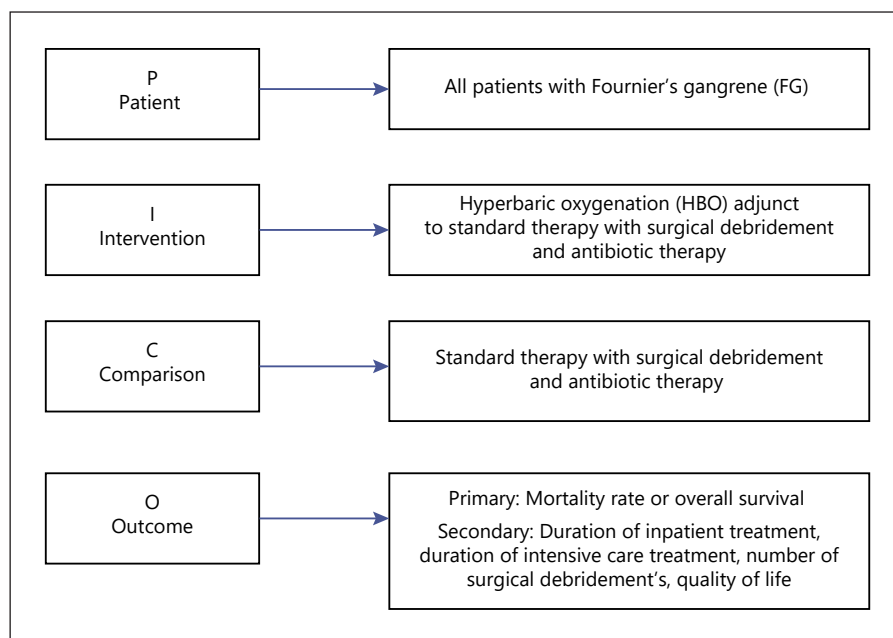 P
Patient
All patients with Fournier's gangrene (FG)
I
Intervention
Hyperbaric oxygenation (HBO) adjunct
to standard therapy with surgical debridement
and antibiotic therapy
C
Comparison
Standard therapy with surgical debridement
and antibiotic therapy
O
Outcome
Primary: Mortality rate or overall survival
Secondary: Duration of inpatient treatment,
duration of intensive care treatment, number of
surgical debridement's, quality of life